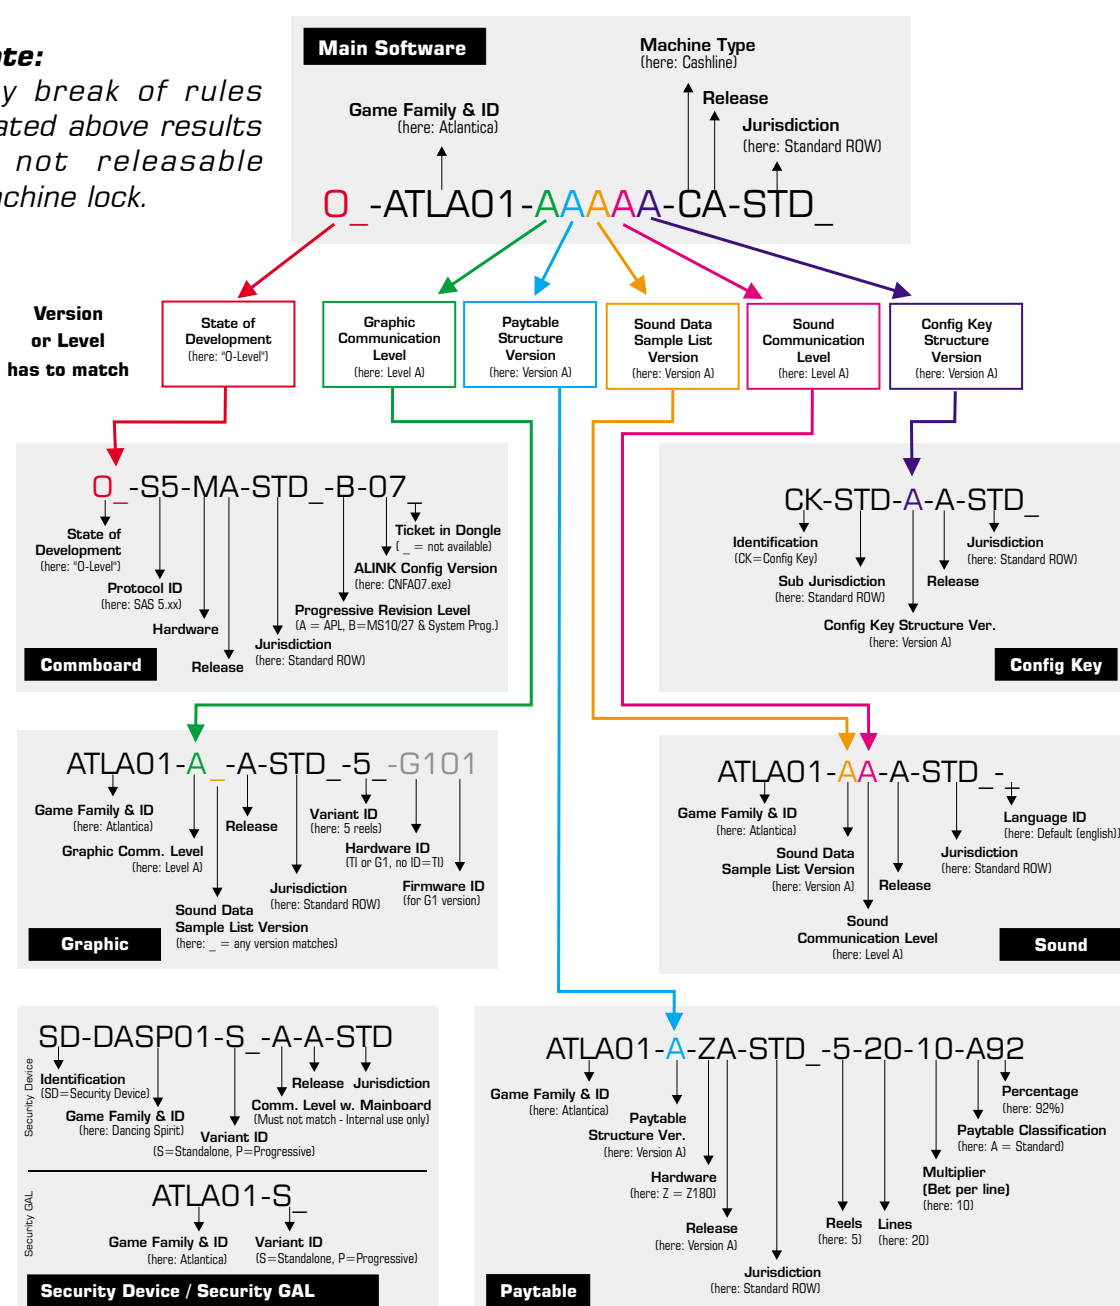 Main Software
Machine Type
(here: Cashline)
Release
Game Family & ID
(here: Atlantica)
Jurisdiction
(here: Standard ROW)
O_-ATLA01-AAAAA-CA-STD_
break of rules
above results
not releasable
lock.
Version
or Level
has to match
State of
Development
(here: "O-Level")
Graphic
Communication
Level
(here: Level A)
Paytable
Structure
Version
(here: Version A)
Sound Data
Sample List
Version
(here: Version A)
Sound
Communication
Level
(here: Level A)
Config Key
Structure
Version
(here: Version A)
O_-S5-MA-STD_-B-07_
State of
Development
(here: "O-Level")
Protocol ID
(here: SAS 5.xx)
Hardware
Release
Jurisdiction
(here: Standard ROW)
Progressive Revision Level
(A = APL, B=MS10/27 & System Prog.)
ALINK Config Version
(here: CNFA07.exe)
Ticket in Dongle
( _ = not available)
Commboard
CK-STD-A-A-STD_
Identification
(CK=Config Key)
Sub Jurisdiction
(here: Standard ROW)
Config Key Structure Ver.
(here: Version A)
Release
Jurisdiction
(here: Standard ROW)
Config Key
ATLA01-A_-A-STD_-5_-G101
Game Family & ID
(here: Atlantica)
Graphic Comm. Level
(here: Level A)
Sound Data
Sample List Version
(here: _ = any version matches)
Release
Jurisdiction
(here: Standard ROW)
Variant ID
(here: 5 reels)
Hardware ID
(TI or G1, no ID=TI)
Firmware ID
(for G1 version)
Graphic
ATLA01-AA-A-STD_-_
Game Family & ID
(here: Atlantica)
Sound Data
Sample List Version
(here: Version A)
Sound
Communication Level
(here: Level A)
Release
Jurisdiction
(here: Standard ROW)
Language ID
(here: Default (english))
Sound
Security Device
SD-DASP01-S_-A-A-STD
Identification
(SD=Security Device)
Game Family & ID
(here: Dancing Spirit)
Variant ID
(S=Standalone, P=Progressive)
Comm. Level w. Mainboard
(Must not match - Internal use only)
Release
Jurisdiction
Security GAL
ATLA01-S_
Game Family & ID
(here: Atlantica)
Variant ID
(S=Standalone, P=Progressive)
Security Device / Security GAL
ATLA01-A-ZA-STD_-5-20-10-A92
Game Family & ID
(here: Atlantica)
Paytable
Structure Ver.
(here: Version A)
Hardware
(here: Z = Z180)
Release
(here: Version A)
Jurisdiction
(here: Standard ROW)
Reels
(here: 5)
Lines
(here: 20)
Multiplier
(Bet per line)
(here: 10)
Paytable Classification
(here: A = Standard)
Percentage
(here: 92%)
Paytable